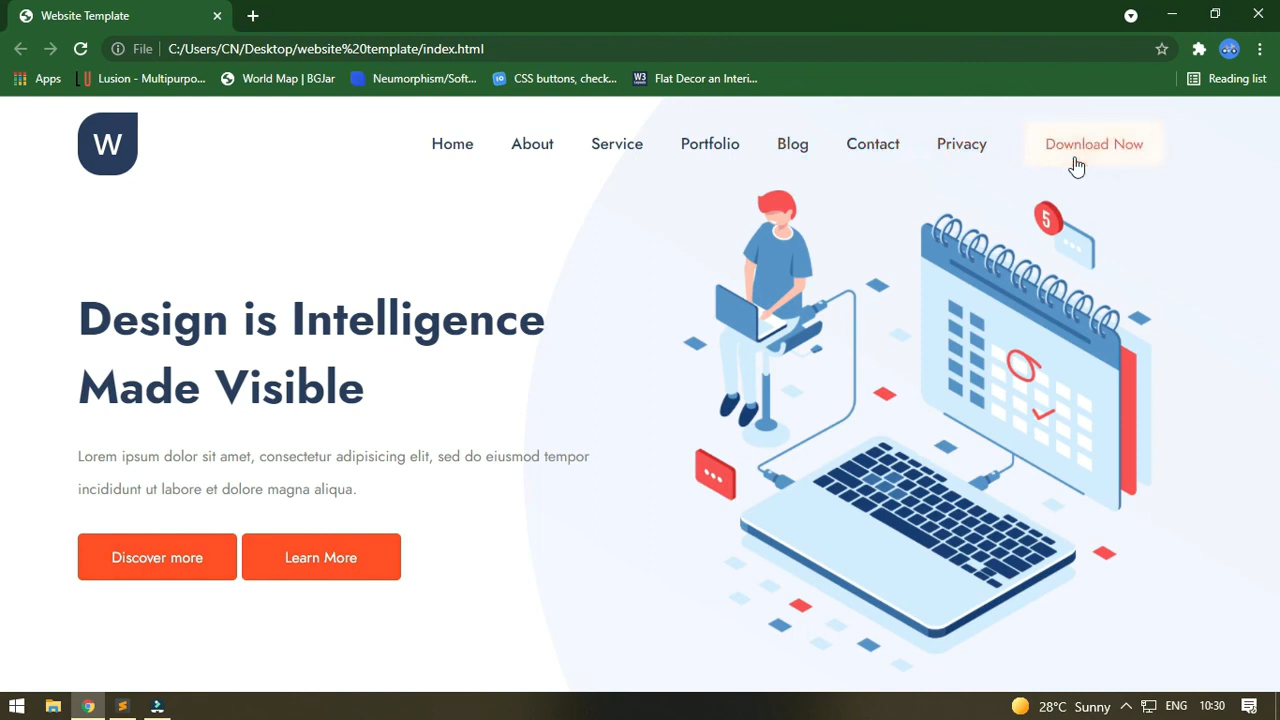 Website Template
File
C:/Users/CN/Desktop/website%20template/index.html
Apps
Lusion - Multipurpo...
World Map | BGJar
Neumorphism/Soft...
CSS buttons, check...
W3
Flat Decor an Interi...
Reading list
W
Home
About
Service
Portfolio
Blog
Contact
Privacy
Download Now
5
Design is Intelligence
Made Visible
Lorem ipsum dolor sit amet, consectetur adipisicing elit, sed do eiusmod tempor
incididunt ut labore et dolore magna aliqua.
Discover more
Learn More
28°C Sunny
ENG
10:30